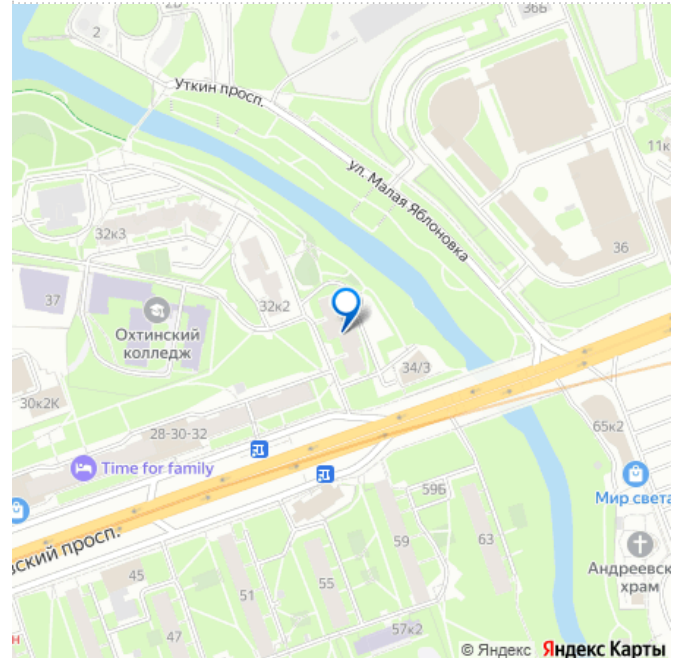 2
36В
Уткин просп.
ул. Малая Яблоновка
11к
32к3
36
37
32к2
Охтинский
колледж
34/3
30к2К
28-30-32
65к2
Time for family
59Б
Мир света
59
63
вский просп.
Андреевск
храм
45
55
51
57к2
47
н
© Яндекс Яндекс Карты